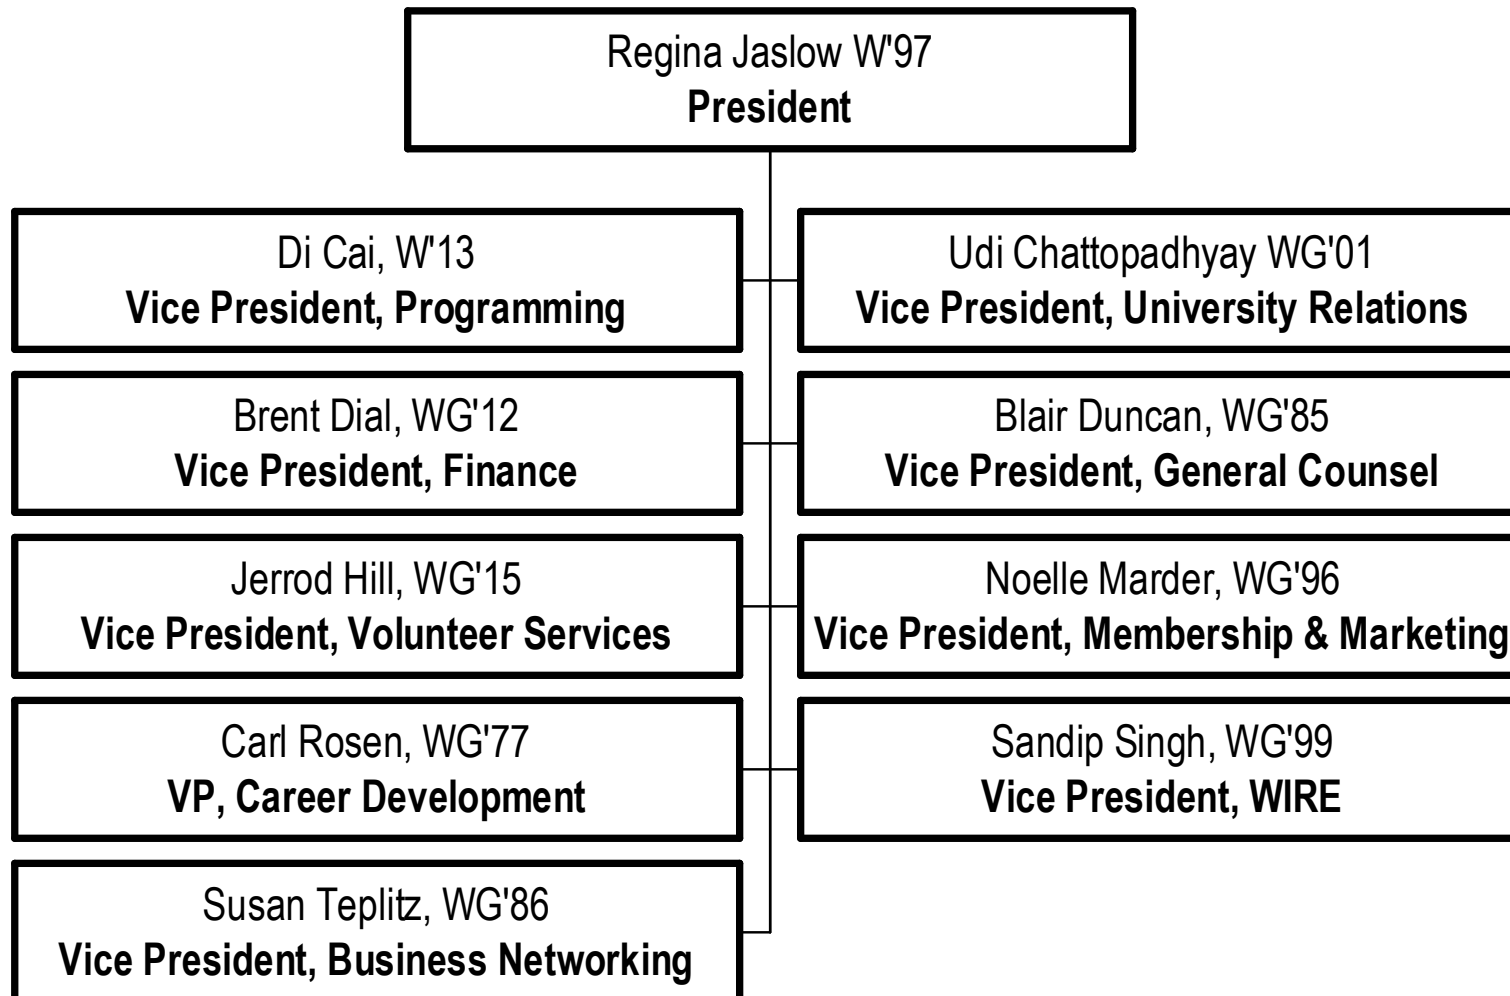 Regina Jaslow W'97
President
Di Cai, W'13
Vice President, Programming
Udi Chattopadhyay WG'01
Vice President, University Relations
Brent Dial, WG'12
Vice President, Finance
Blair Duncan, WG'85
Vice President, General Counsel
Jerrod Hill, WG'15
Vice President, Volunteer Services
Noelle Marder, WG'96
Vice President, Membership & Marketing
Carl Rosen, WG'77
VP, Career Development
Sandip Singh, WG'99
Vice President, WIRE
Susan Teplitz, WG'86
Vice President, Business Networking